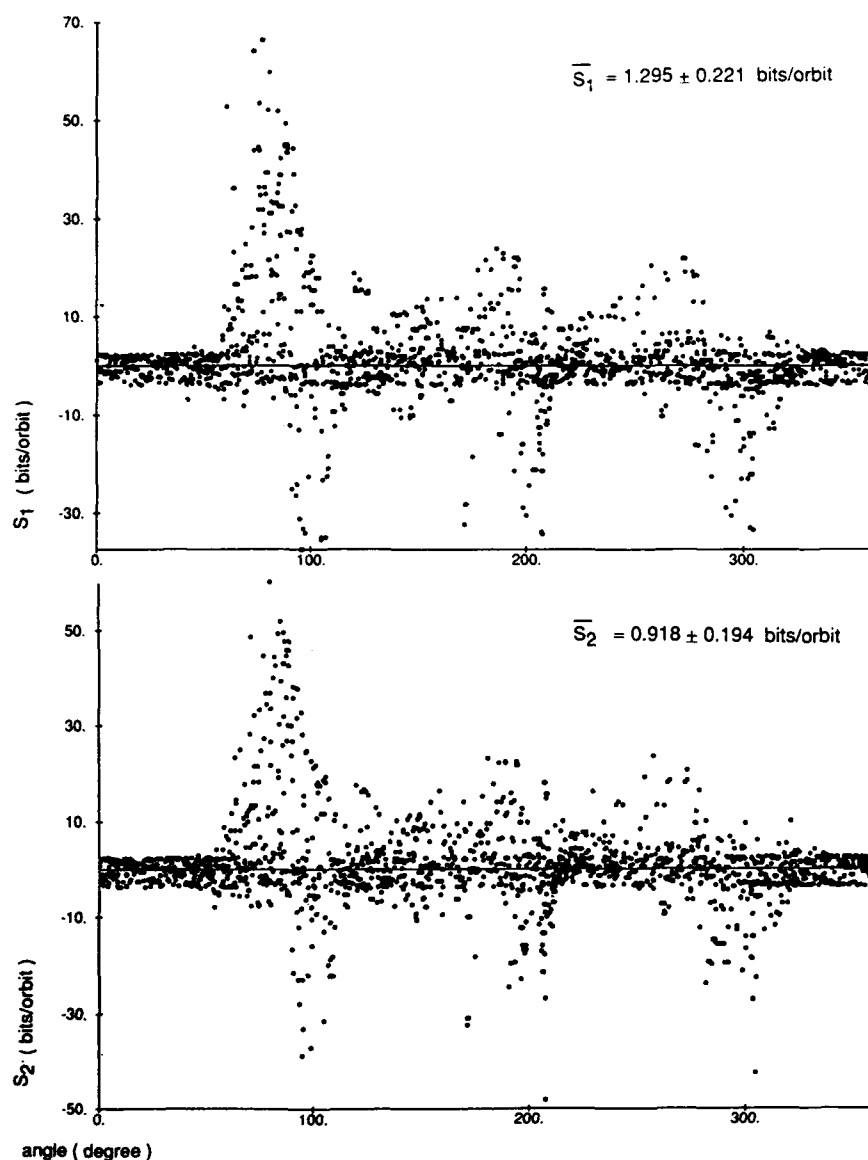 70.
S̅₁ = 1.295 ± 0.221 bits/orbit
50.
30.
10.
-10.
-30.
S₁ ( bits/orbit )
0. 100. 200. 300.
S̅₂ = 0.918 ± 0.194 bits/orbit
50.
30.
10.
-10.
-30.
-50.
S₂ ( bits/orbit )
0. 100. 200. 300.
angle ( degree )